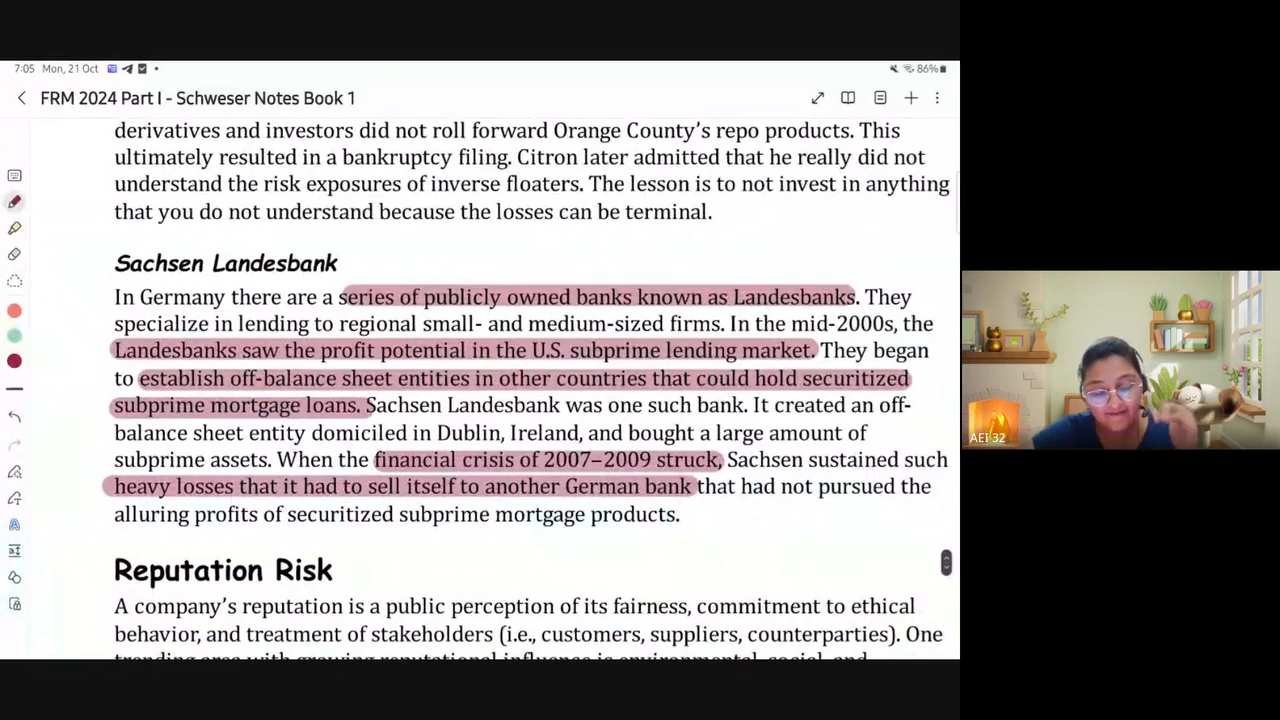 7:05 Mon, 21 Oct
86%
FRM 2024 Part I - Schweser Notes Book 1
derivatives and investors did not roll forward Orange County's repo products. This
ultimately resulted in a bankruptcy filing. Citron later admitted that he really did not
understand the risk exposures of inverse floaters. The lesson is to not invest in anything
that you do not understand because the losses can be terminal.
Sachsen Landesbank
In Germany there are a series of publicly owned banks known as Landesbanks. They
specialize in lending to regional small- and medium-sized firms. In the mid-2000s, the
Landesbanks saw the profit potential in the U.S. subprime lending market. They began
to establish off-balance sheet entities in other countries that could hold securitized
subprime mortgage loans. Sachsen Landesbank was one such bank. It created an off-
balance sheet entity domiciled in Dublin, Ireland, and bought a large amount of
subprime assets. When the financial crisis of 2007–2009 struck, Sachsen sustained such
heavy losses that it had to sell itself to another German bank that had not pursued the
alluring profits of securitized subprime mortgage products.
Reputation Risk
A company's reputation is a public perception of its fairness, commitment to ethical
behavior, and treatment of stakeholders (i.e., customers, suppliers, counterparties). One
trending area with growing reputational influence is environmental, social, and
AEI 32